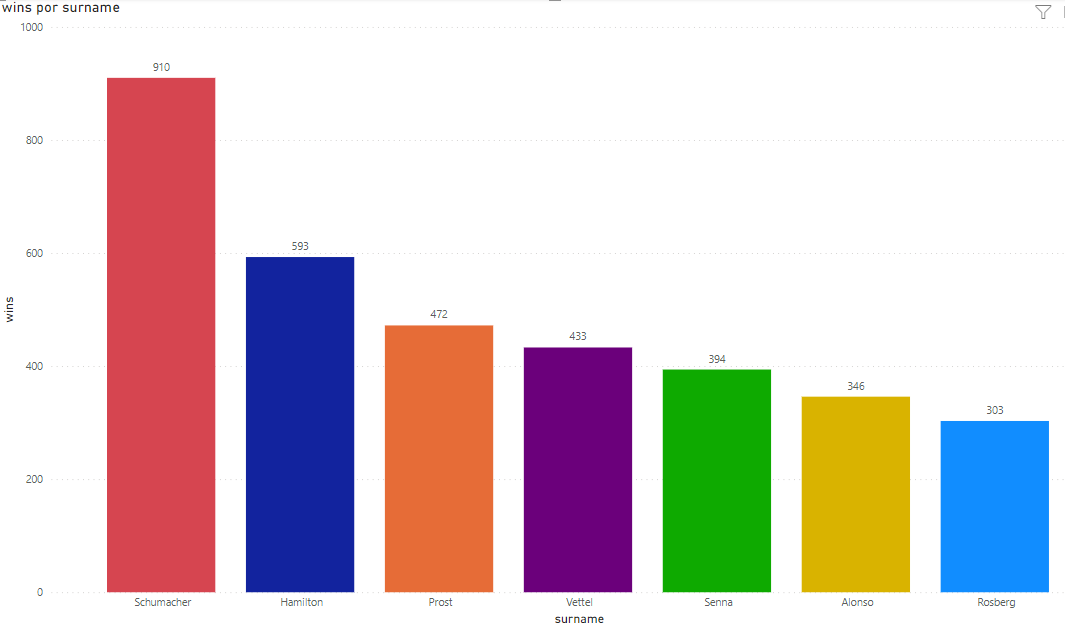 wins por surname
1000
800
600
400
200
0
wins
910
593
472
433
394
346
303
Schumacher
Hamilton
Prost
Vettel
Senna
Alonso
Rosberg
surname